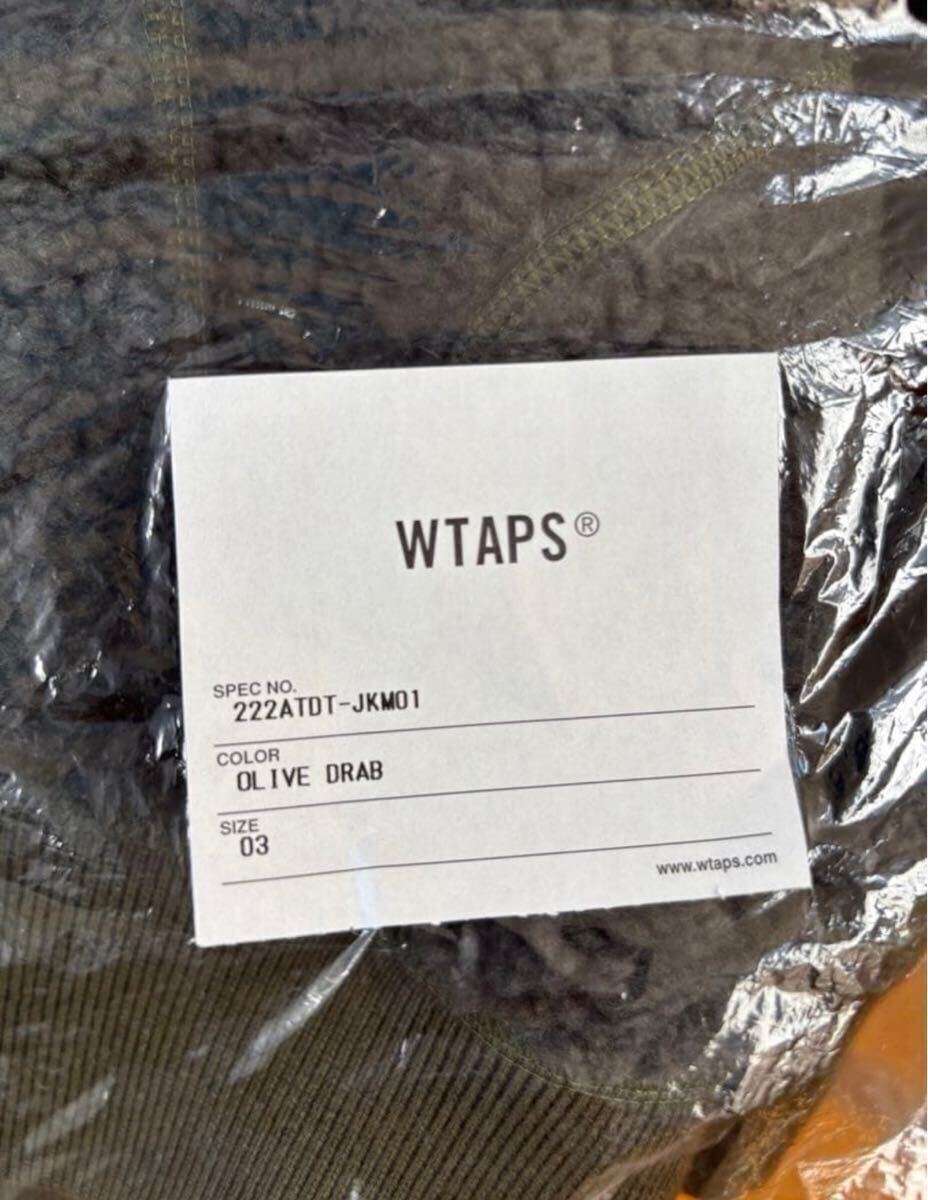 WTAPS®
SPEC NO.
222ATDT-JKM01
COLOR
OLIVE DRAB
SIZE
03
www.wtaps.com